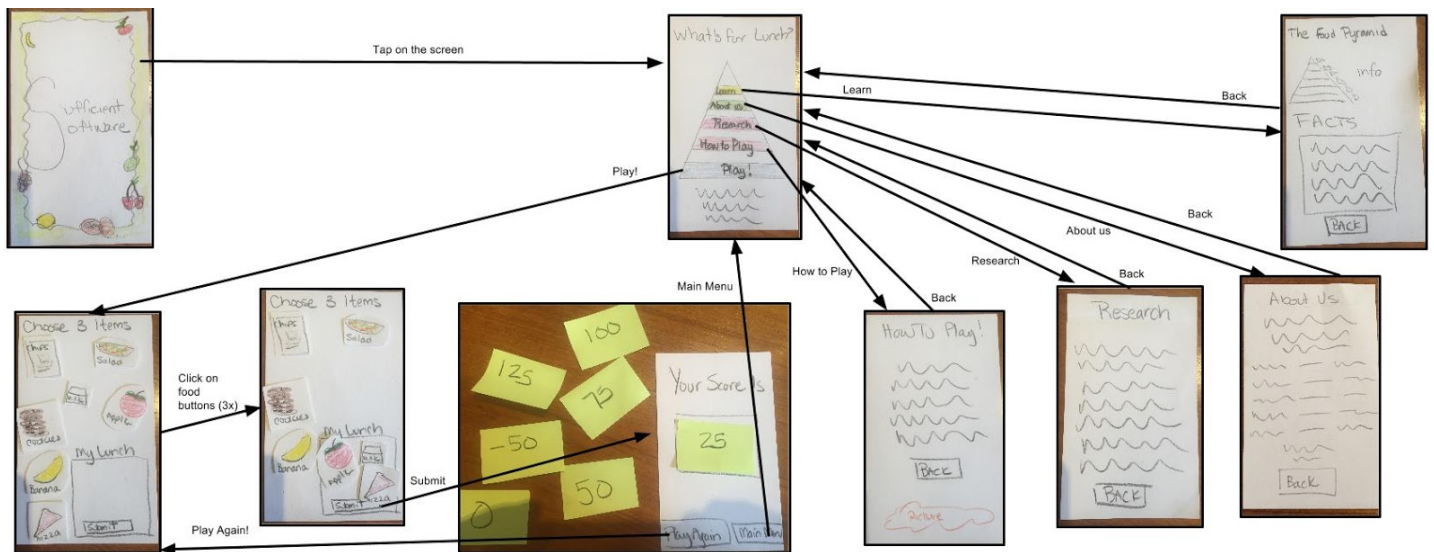 Sufficient
Software
Tap on the screen
What's for Lunch?
Learn
About us
Research
How to Play
Play!
Learn
Back
The Food Pyramid
info
FACTS
BACK
Play!
Back
About us
Research
Back
How to Play
Back
Main Menu
Choose 3 Items
Chips
Salad
Milk
Apple
Cookies
My Lunch
Banana
Pizza
Submit
Click on
food
buttons (3x)
Choose 3 Items
Chips
Salad
Cookies
My Lunch
Banana
Apple
Milk
Pizza
Submit
Submit
Play Again!
100
125
75
-50
50
0
Your Score Is
25
Play Again
Main Menu
How To Play!
BACK
Picture
Research
BACK
About Us
Back